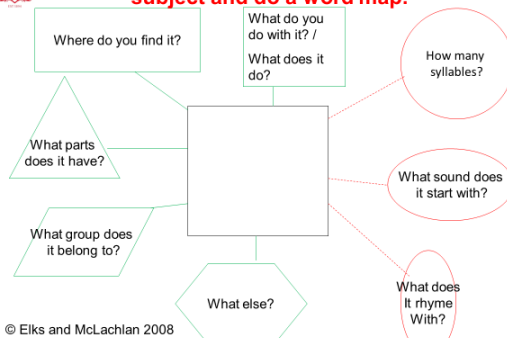 subject and do a word map.
Where do you find it?
What do you
do with it? /
What does it
do?
How many
syllables?
What parts
does it have?
What sound does
it start with?
What group does
it belong to?
What else?
What does
It rhyme
With?
© Elks and McLachlan 2008